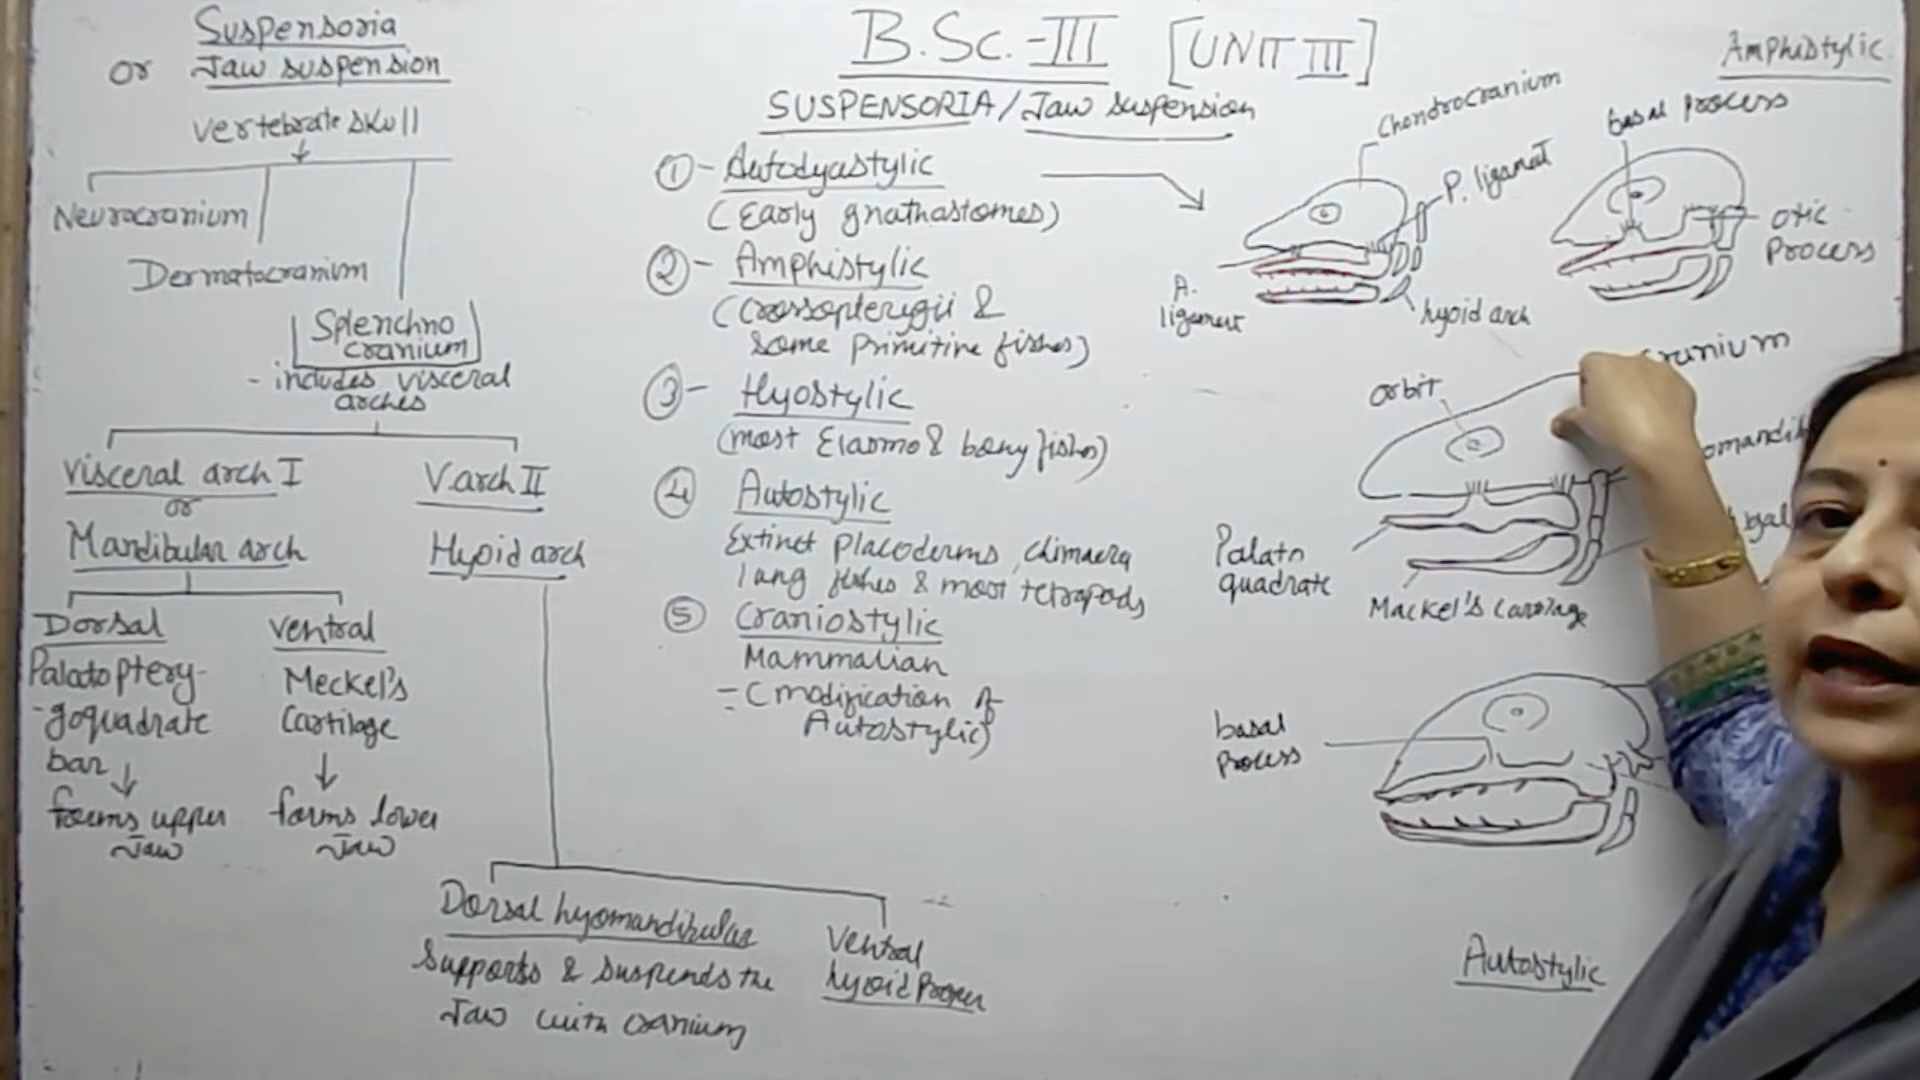 Suspensoria
or Jaw suspension
vertebrate skull
Neurocranium
Dermatocranium
Splenchno
cranium
- includes visceral
arches
Visceral arch I
or
Mandibular arch
V.arch II
Hyoid arch
Dorsal
Palatoptery-
-goquadrate
bar
forms upper
Jaw
ventral
Meckel's
Cartilage
forms lower
Jaw
Dorsal hyomandibular
Supports & suspends the
Jaw with cranium
Ventral
hyoid proper
B.Sc.-III [UNIT III]
SUSPENSORIA/Jaw suspension
① - Autodyastylic
(Early gnathastomes)
② - Amphistylic
(Crossopterygii &
some primitive fishes)
③ - Hyostylic
(most Elasmo & bony fishes)
④ Autostylic
Extinct placoderms, chimaera
lung fishes & most tetrapods
⑤ Craniostylic
Mammalian
- (modification of
Autostylic)
Chondrocranium
P. ligament
A.
ligament
hyoid arch
Amphistylic
basal process
otic
process
orbit
cranium
Palato
quadrate
Mackel's cartilage
basal
process
Autostylic